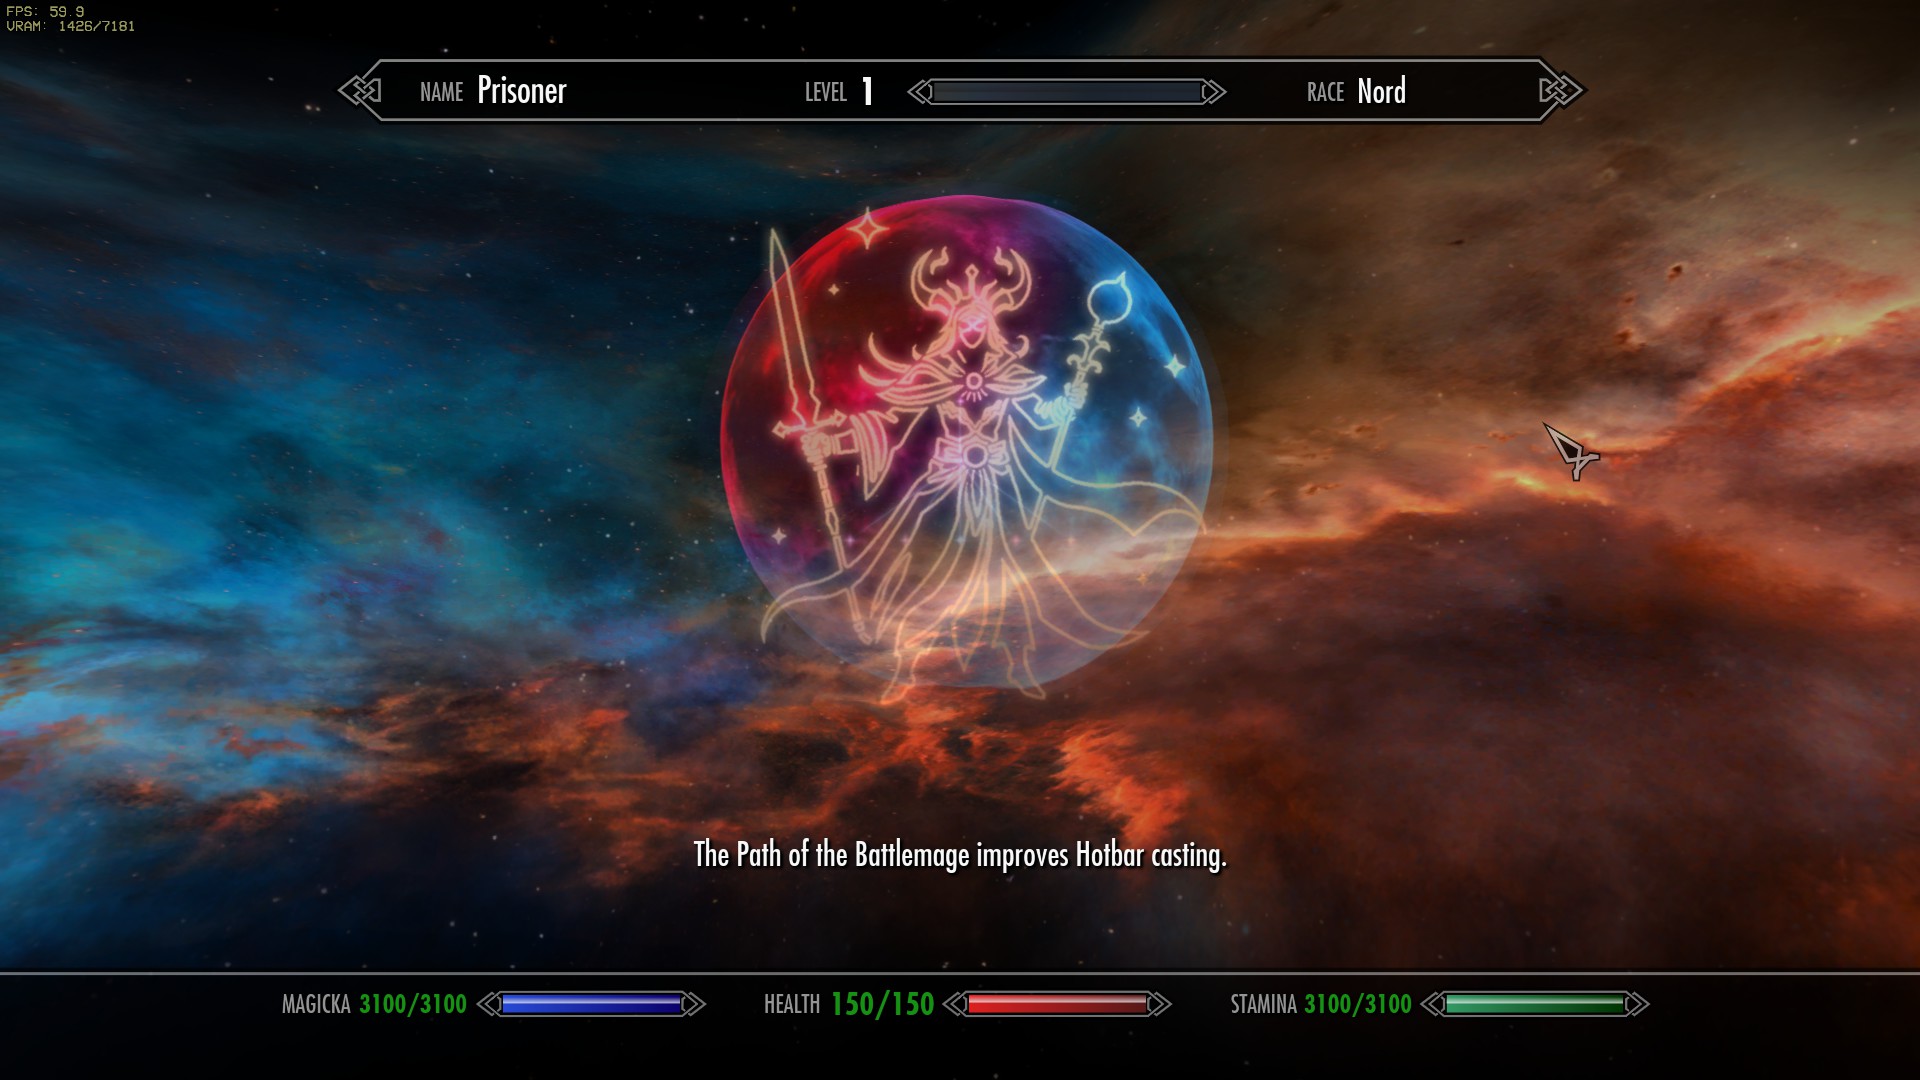 FPS: 59.9
VRAM: 1426/7181
NAME Prisoner LEVEL 1 RACE Nord
The Path of the Battlemage improves Hotbar casting.
MAGICKA 3100/3100 HEALTH 150/150 STAMINA 3100/3100